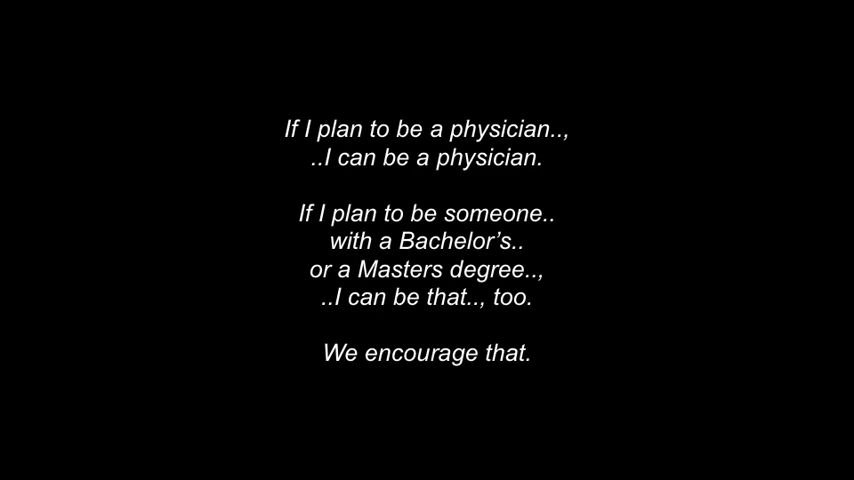 If I plan to be a physician..,
..I can be a physician.
If I plan to be someone..
with a Bachelor’s..
or a Masters degree..,
..I can be that.., too.
We encourage that.